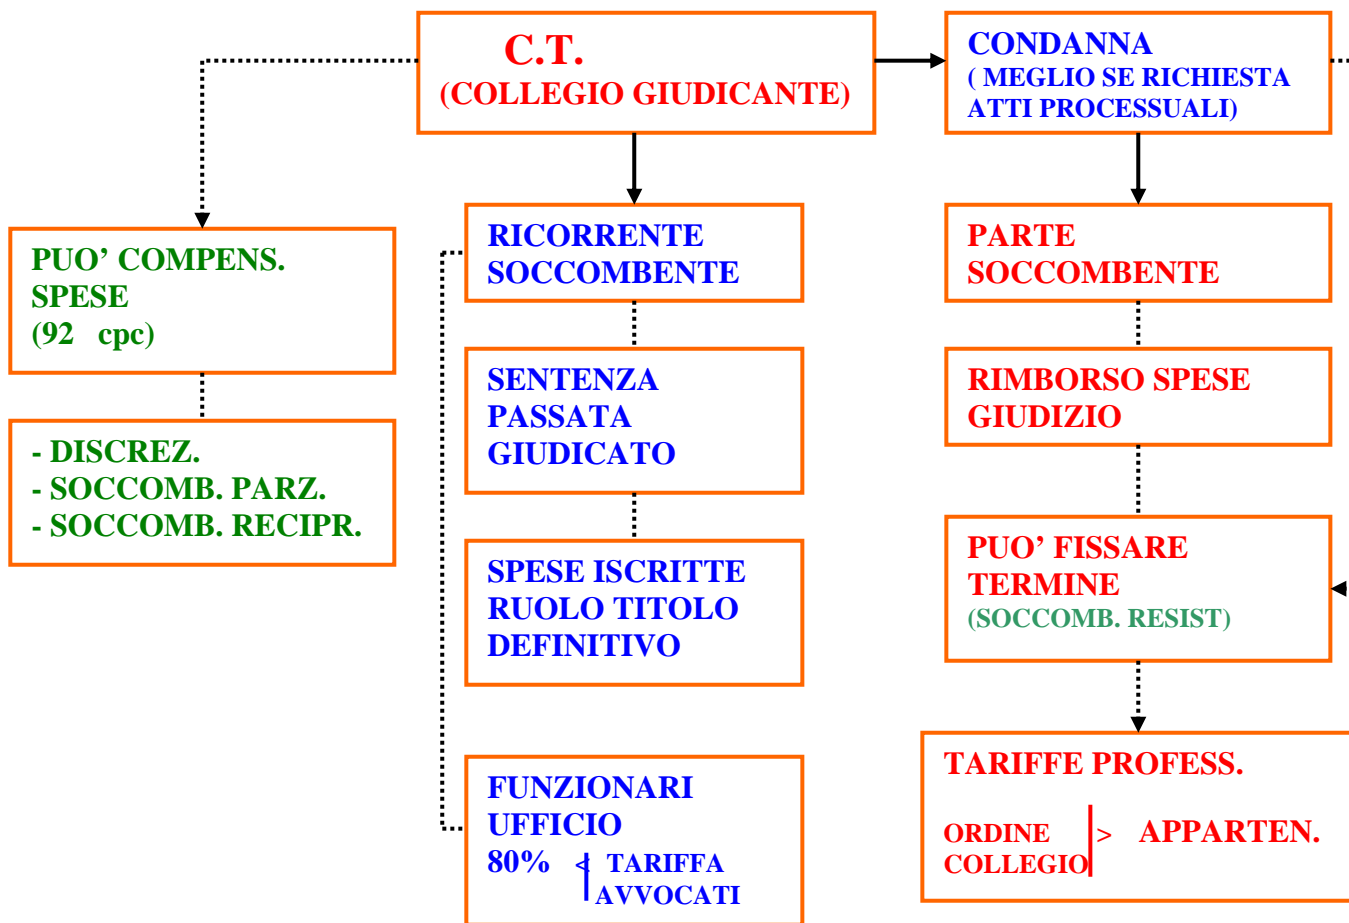 C.T.
(COLLEGIO GIUDICANTE)
CONDANNA
( MEGLIO SE RICHIESTA
ATTI PROCESSUALI)
PUO’ COMPENS.
SPESE
(92 cpc)
- DISCREZ.
- SOCCOMB. PARZ.
- SOCCOMB. RECIPR.
RICORRENTE
SOCCOMBENTE
SENTENZA
PASSATA
GIUDICATO
SPESE ISCRITTE
RUOLO TITOLO
DEFINITIVO
FUNZIONARI
UFFICIO
80% < TARIFFA
AVVOCATI
PARTE
SOCCOMBENTE
RIMBORSO SPESE
GIUDIZIO
PUO’ FISSARE
TERMINE
(SOCCOMB. RESIST)
TARIFFE PROFESS.
ORDINE > APPARTEN.
COLLEGIO